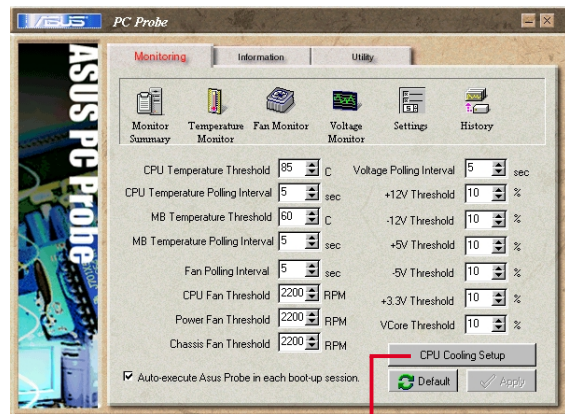 ASUS PC Probe
ASUS PC Probe
Monitoring Information Utility
Monitor Summary
Temperature Monitor
Fan Monitor
Voltage Monitor
Settings
History
CPU Temperature Threshold 85 C
CPU Temperature Polling Interval 5 sec
MB Temperature Threshold 60 C
MB Temperature Polling Interval 5 sec
Fan Polling Interval 5 sec
CPU Fan Threshold 2200 RPM
Power Fan Threshold 2200 RPM
Chassis Fan Threshold 2200 RPM
Auto-execute Asus Probe in each boot-up session.
Voltage Polling Interval 5 sec
+12V Threshold 10 %
-12V Threshold 10 %
+5V Threshold 10 %
-5V Threshold 10 %
+3.3V Threshold 10 %
VCore Threshold 10 %
CPU Cooling Setup
Default Apply